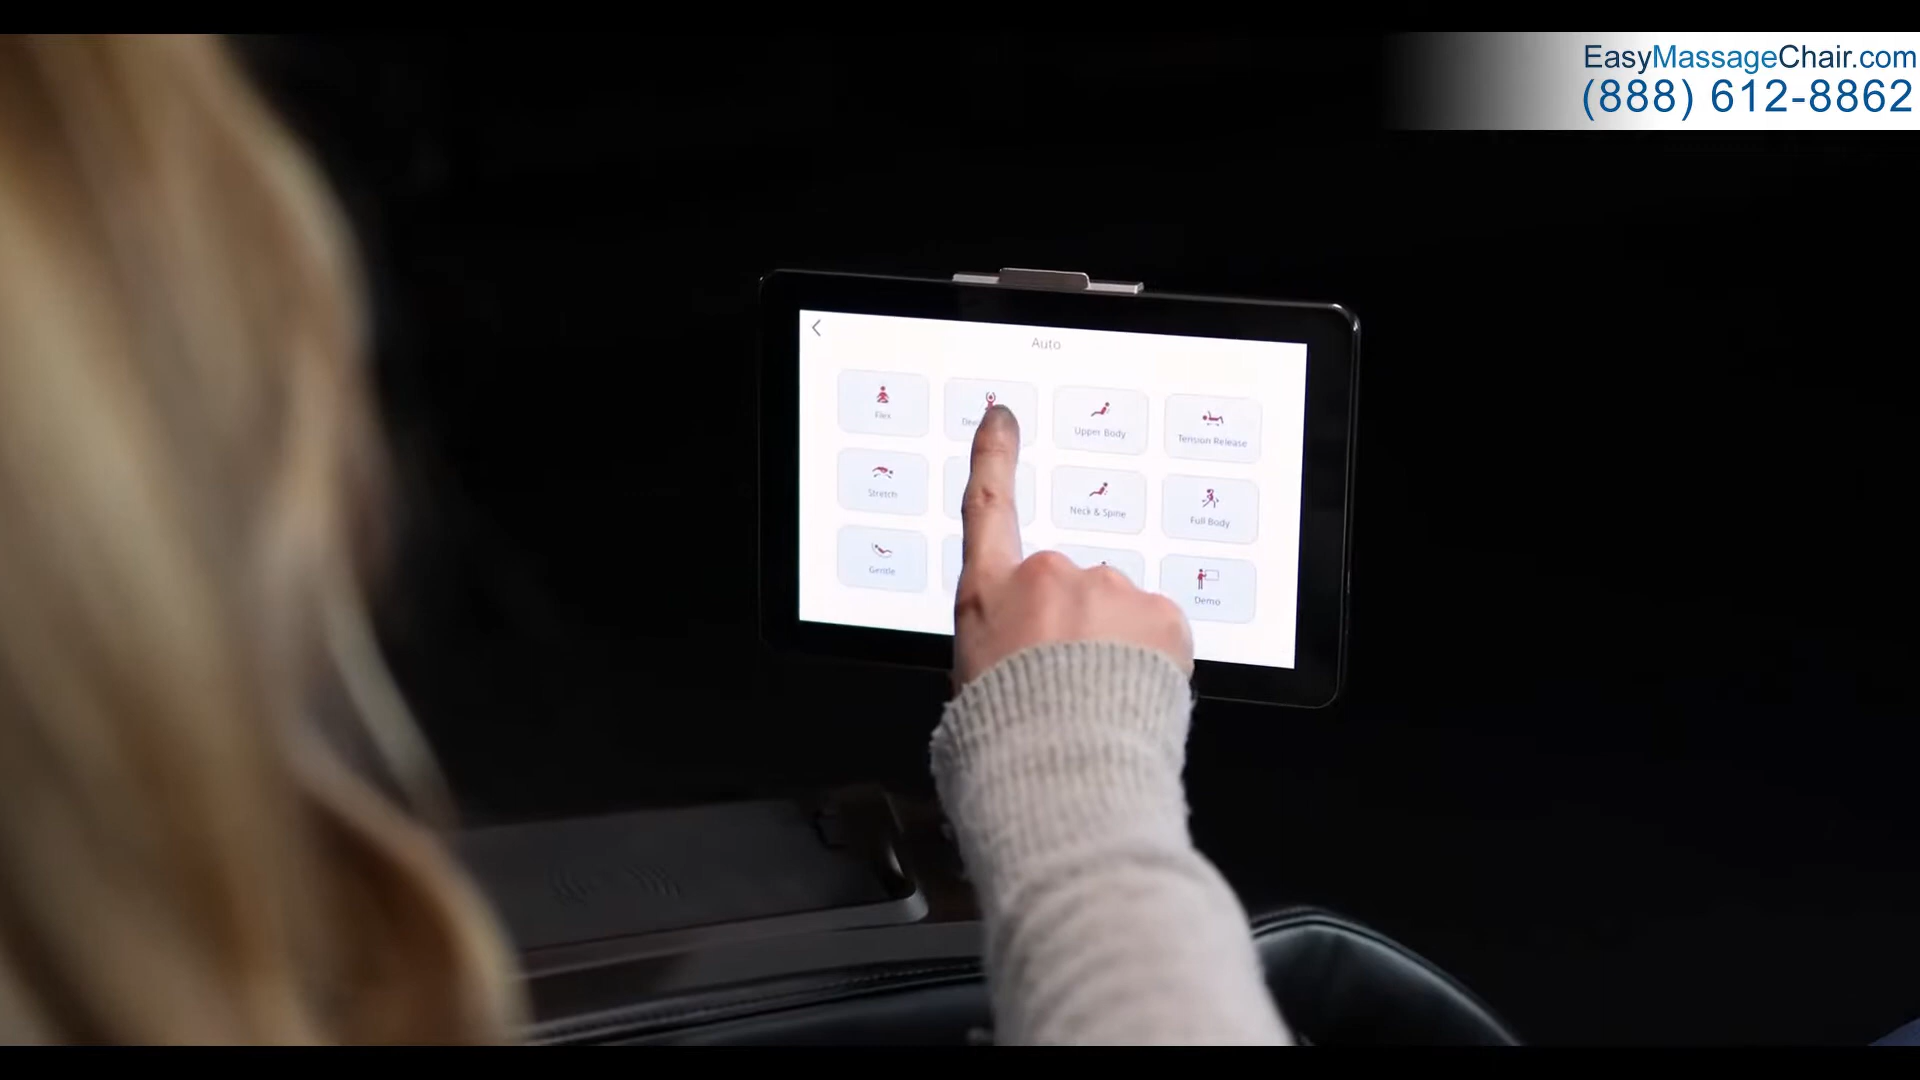 EasyMassageChair.com
(888) 612-8862
Auto
Flex
Upper Body
Tension Release
Stretch
Neck & Spine
Full Body
Gentle
Demo